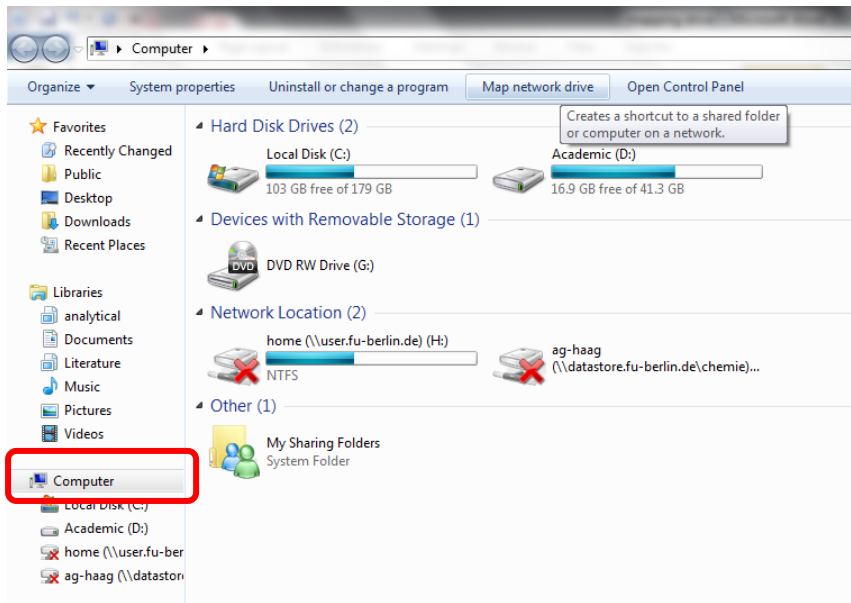 Computer
Organize
System properties
Uninstall or change a program
Map network drive
Open Control Panel
Creates a shortcut to a shared folder
or computer on a network.
Favorites
Recently Changed
Public
Desktop
Downloads
Recent Places
Libraries
analytical
Documents
Literature
Music
Pictures
Videos
Computer
Local Disk (C:)
Academic (D:)
home (\\user.fu-ber
ag-haag (\\datastor
Hard Disk Drives (2)
Local Disk (C:)
103 GB free of 179 GB
Academic (D:)
16.9 GB free of 41.3 GB
Devices with Removable Storage (1)
DVD
DVD RW Drive (G:)
Network Location (2)
home (\\user.fu-berlin.de) (H:)
NTFS
ag-haag
(\\datastore.fu-berlin.de\chemie)...
Other (1)
My Sharing Folders
System Folder